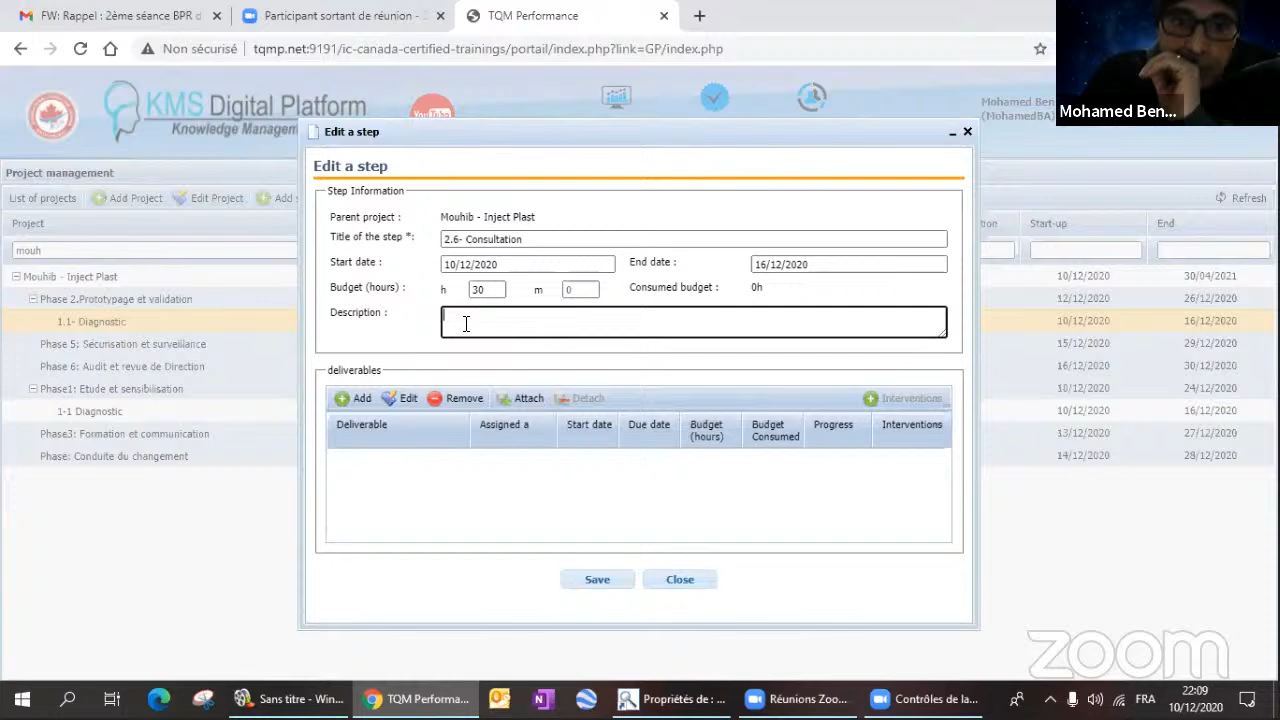 FW: Rappel : 2ème séance BPR d
Participant sortant de réunion - Z
TQM Performance
Non sécurisé
tqmp.net:9191/ic-canada-certified-trainings/portal/index.php?link=GP/index.php
KMS Digital Platform
Knowledge Managem
YouTube
Mohamed Ben
(MohamedBA)
Mohamed Ben...
Project management
List of projects
Add Project
Edit Project
Add s
Refresh
Project
tion
Start-up
End
mouh
Mouhib - Inject Plast
10/12/2020
30/04/2021
Phase 2.Prototypage et validation
12/12/2020
26/12/2020
1.1- Diagnostic
10/12/2020
16/12/2020
Phase 5: Sécurisation et surveillance
15/12/2020
29/12/2020
Phase 6: Audit et revue de Direction
16/12/2020
30/12/2020
Phase1: Etude et sensibilisation
10/12/2020
24/12/2020
1-1 Diagnostic
10/12/2020
16/12/2020
Phase3: Formation et communication
13/12/2020
27/12/2020
Phase: Conduite du changement
14/12/2020
28/12/2020
Edit a step
Edit a step
Step Information
Parent project :
Mouhib - Inject Plast
Title of the step *:
2.6- Consultation
Start date :
10/12/2020
End date :
16/12/2020
Budget (hours) :
h
30
m
0
Consumed budget :
0h
Description :
deliverables
Add
Edit
Remove
Attach
Detach
Interventions
Deliverable
Assigned a
Start date
Due date
Budget
(hours)
Budget
Consumed
Progress
Interventions
Save
Close
zoom
Sans titre - Win...
TQM Performa...
Propriétés de : ...
Réunions Zoo...
Contrôles de la...
FRA
22:09
10/12/2020